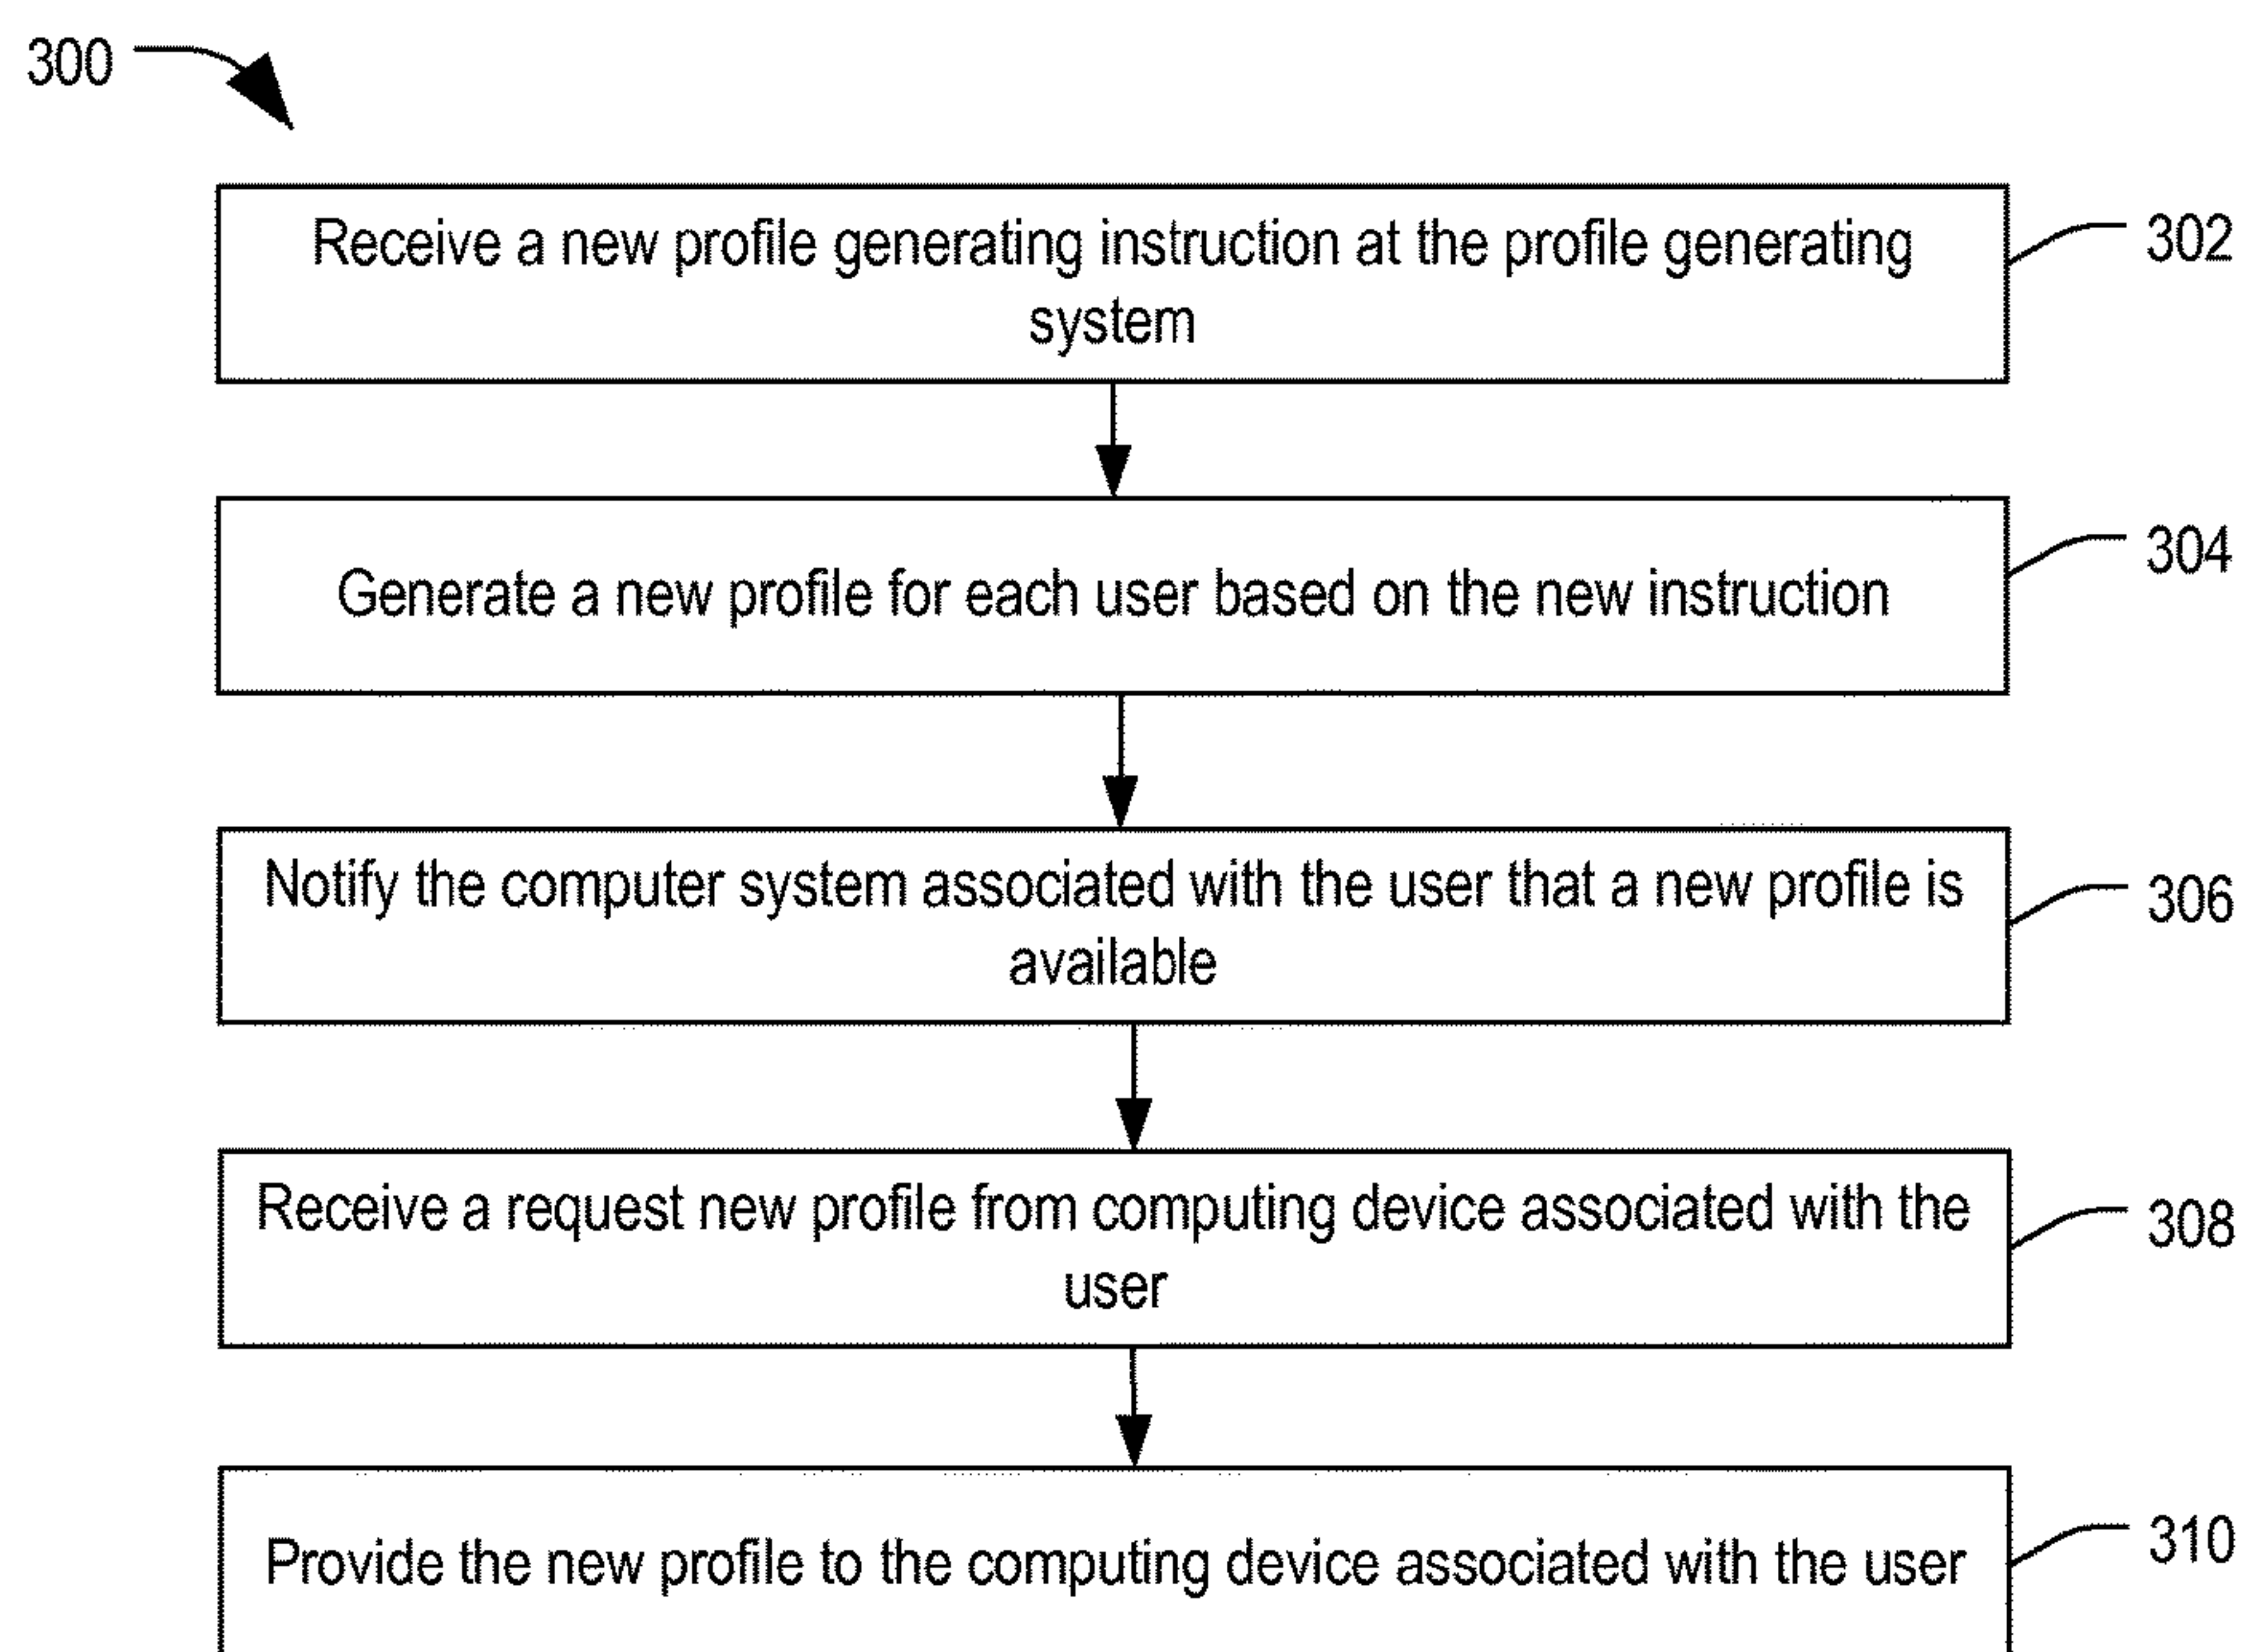 300
Receive a new profile generating instruction at the profile generating
system
302
Generate a new profile for each user based on the new instruction
304
Notify the computer system associated with the user that a new profile is
available
306
Receive a request new profile from computing device associated with the
user
308
Provide the new profile to the computing device associated with the user
310